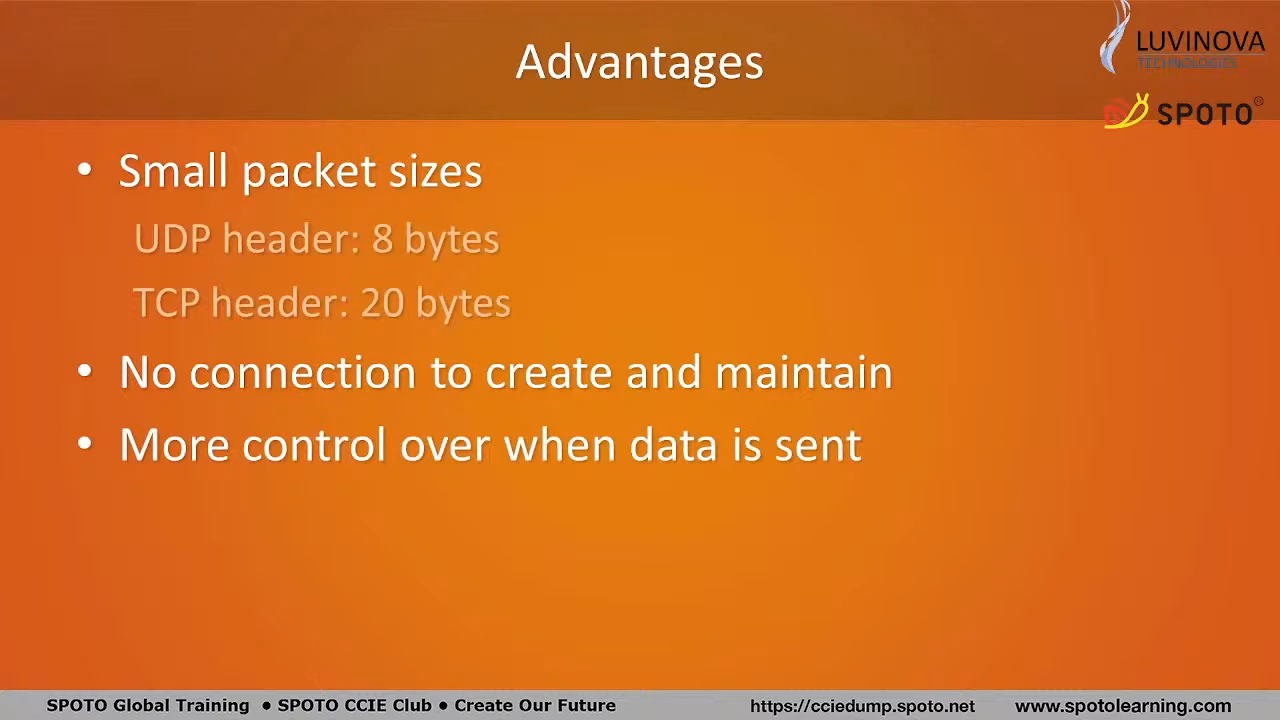 Advantages
LUVINOVA
TECHNOLOGIES
SPOTO®
• Small packet sizes
UDP header: 8 bytes
TCP header: 20 bytes
• No connection to create and maintain
• More control over when data is sent
SPOTO Global Training ● SPOTO CCIE Club ● Create Our Future
https://cciedump.spoto.net
www.spotolearning.com